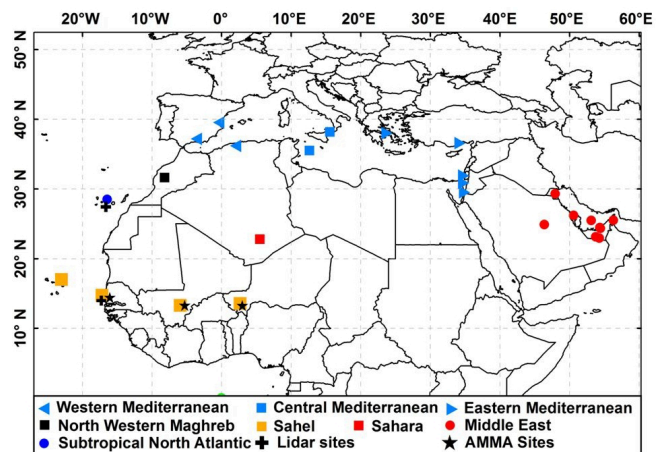 20°W 10°W 0° 10°E 20°E 30°E 40°E 50°E 60°E
50° N
40° N
30° N
20° N
10° N
Western Mediterranean Central Mediterranean Eastern Mediterranean
North Western Maghreb Sahel Sahara Middle East
Subtropical North Atlantic Lidar sites AMMA Sites